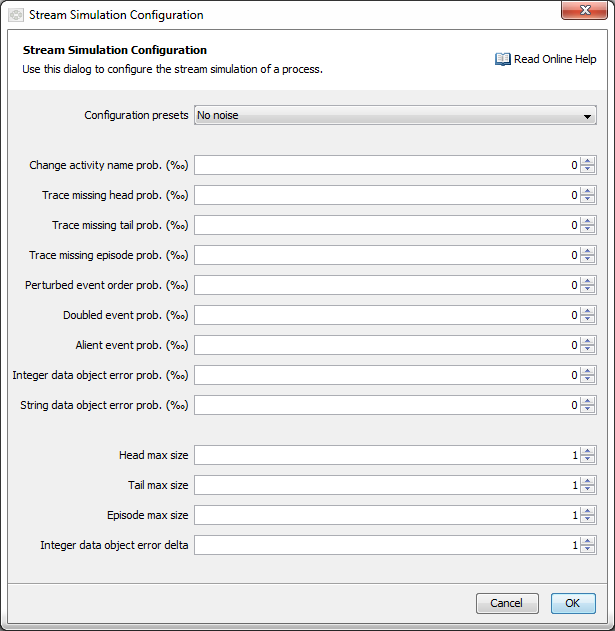 Stream Simulation Configuration
Stream Simulation Configuration
Use this dialog to configure the stream simulation of a process.
Read Online Help
Configuration presets No noise
Change activity name prob. (‰) 0
Trace missing head prob. (‰) 0
Trace missing tail prob. (‰) 0
Trace missing episode prob. (‰) 0
Perturbed event order prob. (‰) 0
Doubled event prob. (‰) 0
Alient event prob. (‰) 0
Integer data object error prob. (‰) 0
String data object error prob. (‰) 0
Head max size 1
Tail max size 1
Episode max size 1
Integer data object error delta 1
Cancel OK